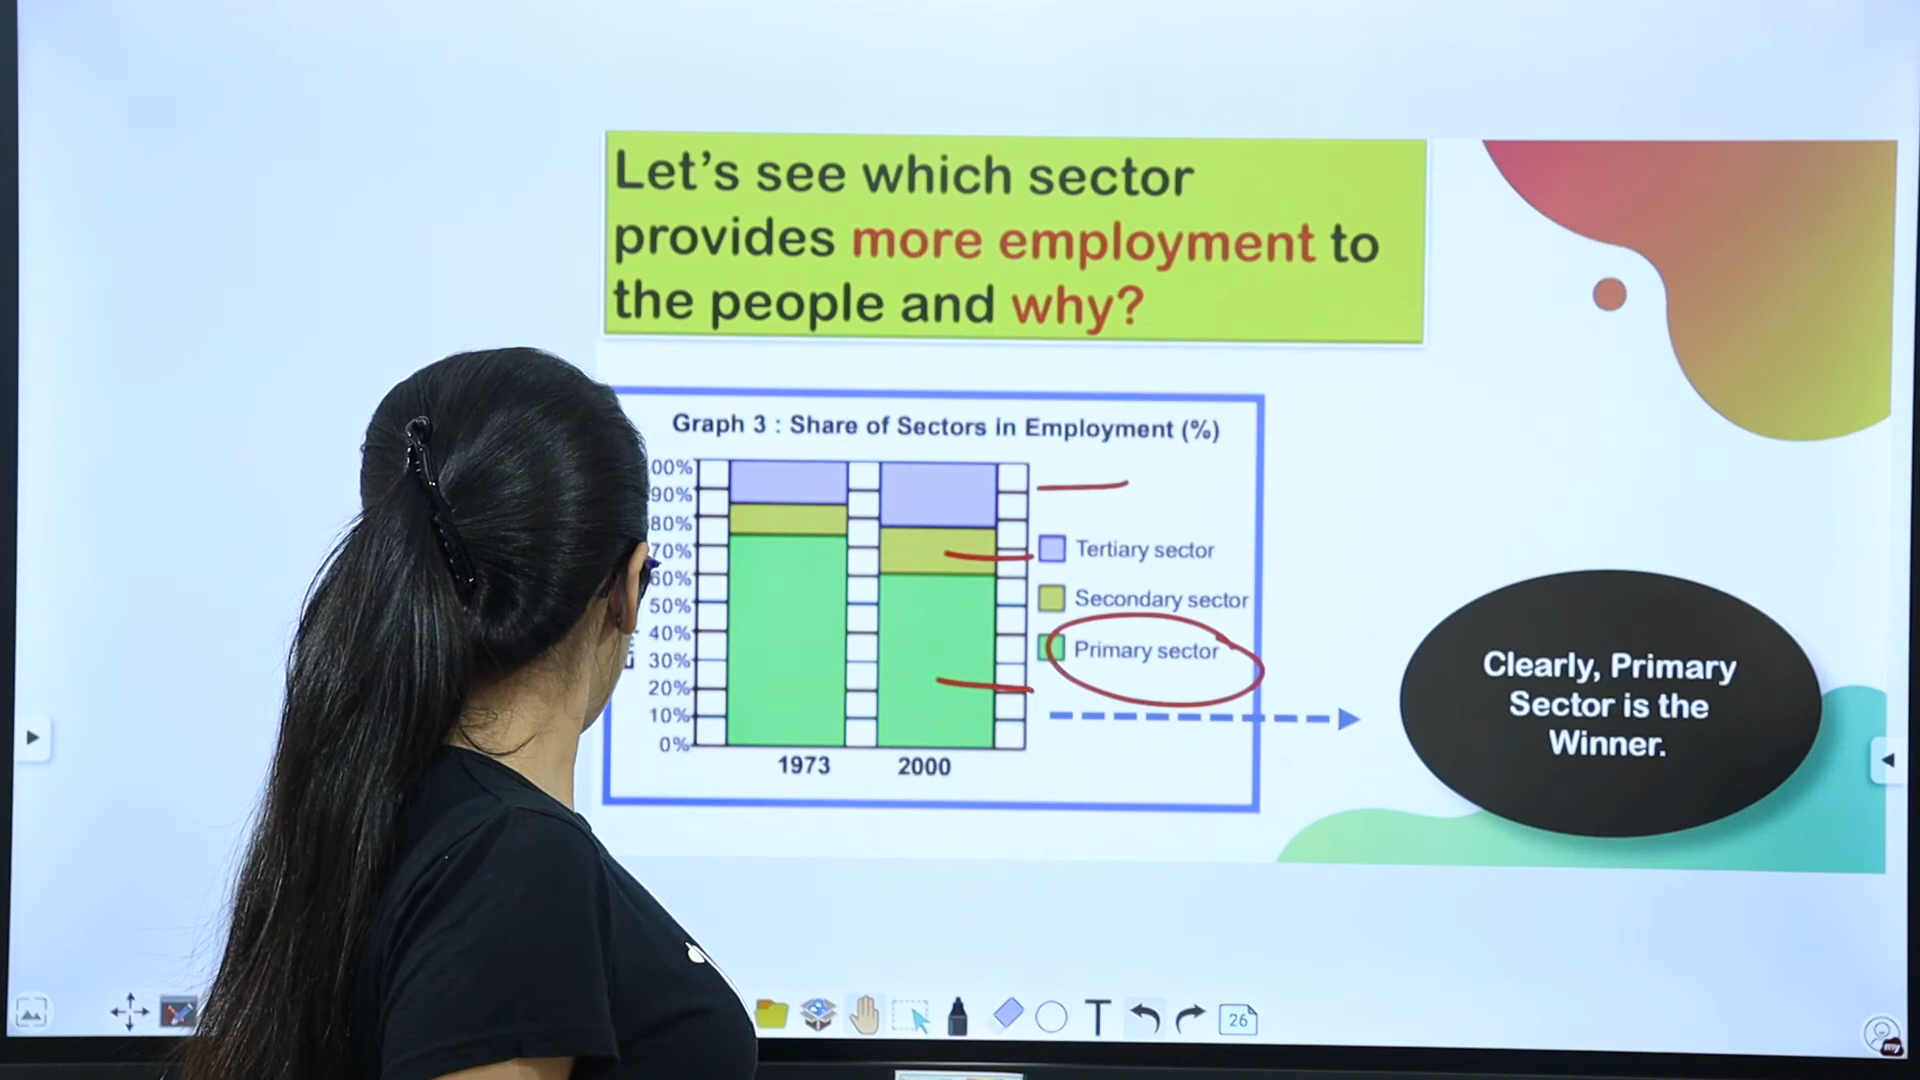 Let's see which sector
provides more employment to
the people and why?
Graph 3 : Share of Sectors in Employment (%)
00%
90%
80%
70%
60%
50%
40%
30%
20%
10%
0%
1973 2000
Tertiary sector
Secondary sector
Primary sector
Clearly, Primary
Sector is the
Winner.
T
26
my